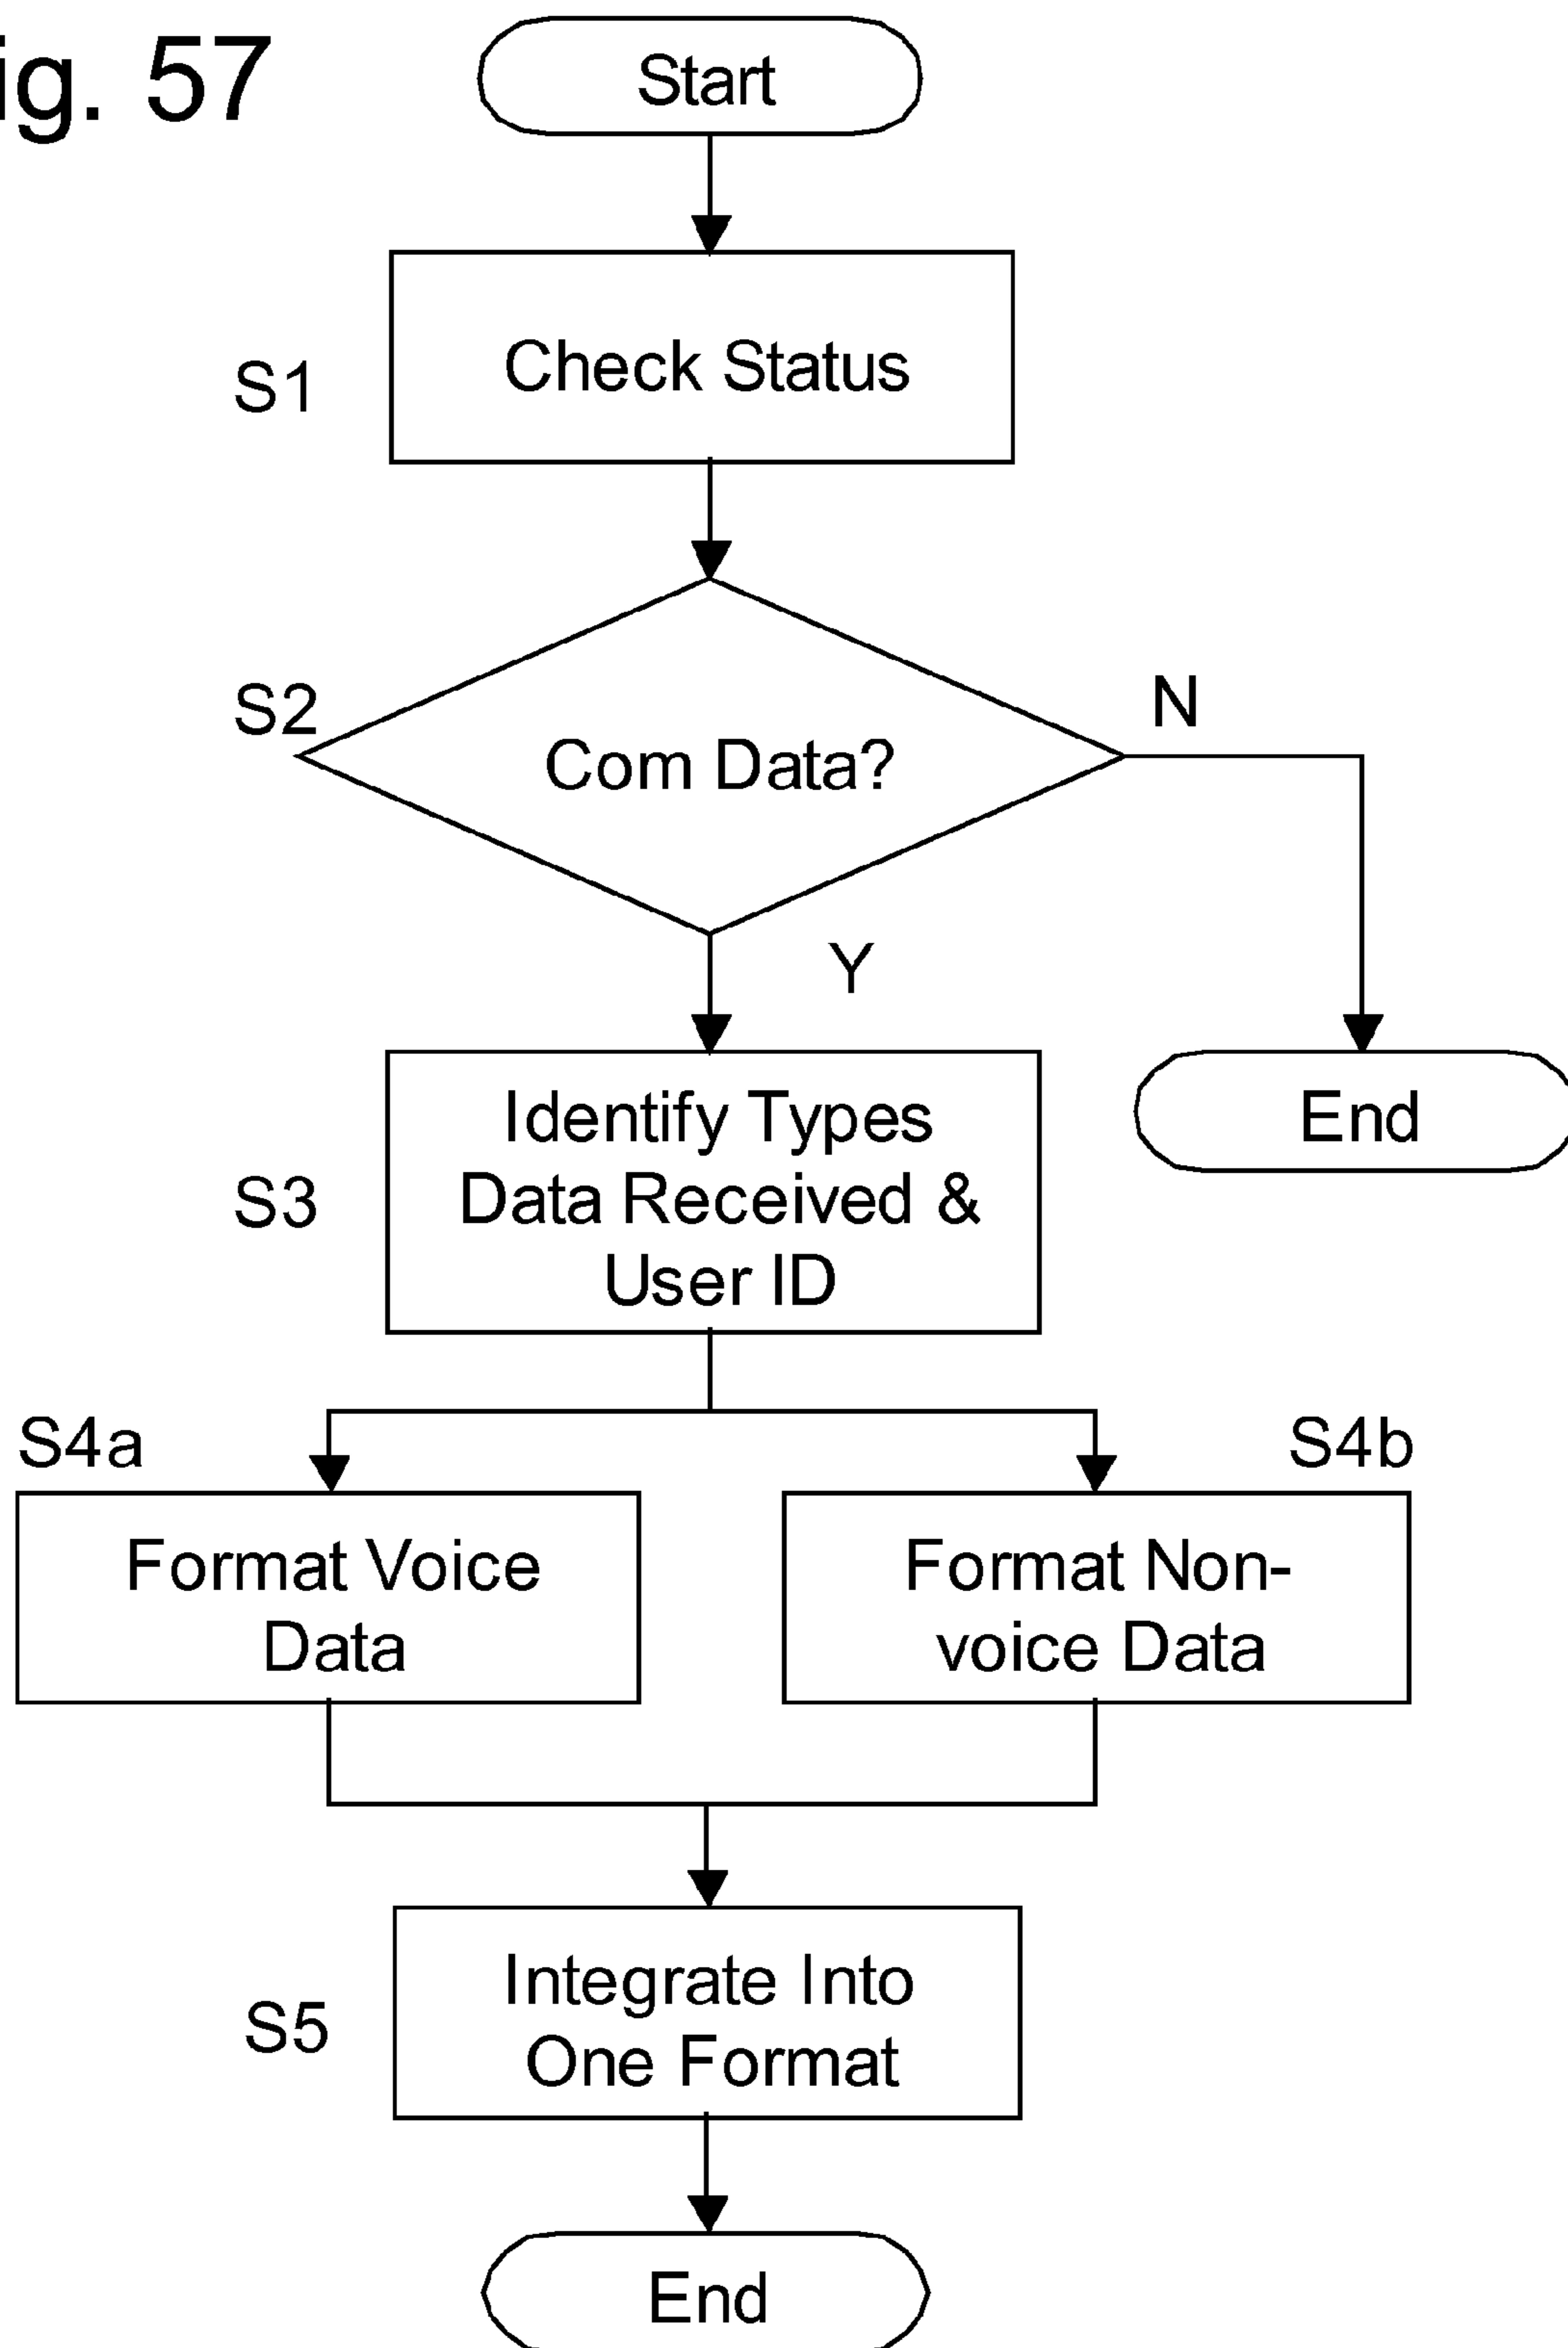 ig. 57
Start
S1
Check Status
S2
Com Data?
N
Y
Identify Types
Data Received &
User ID
S3
End
S4a
S4b
Format Voice
Data
Format Non-
voice Data
S5
Integrate Into
One Format
End